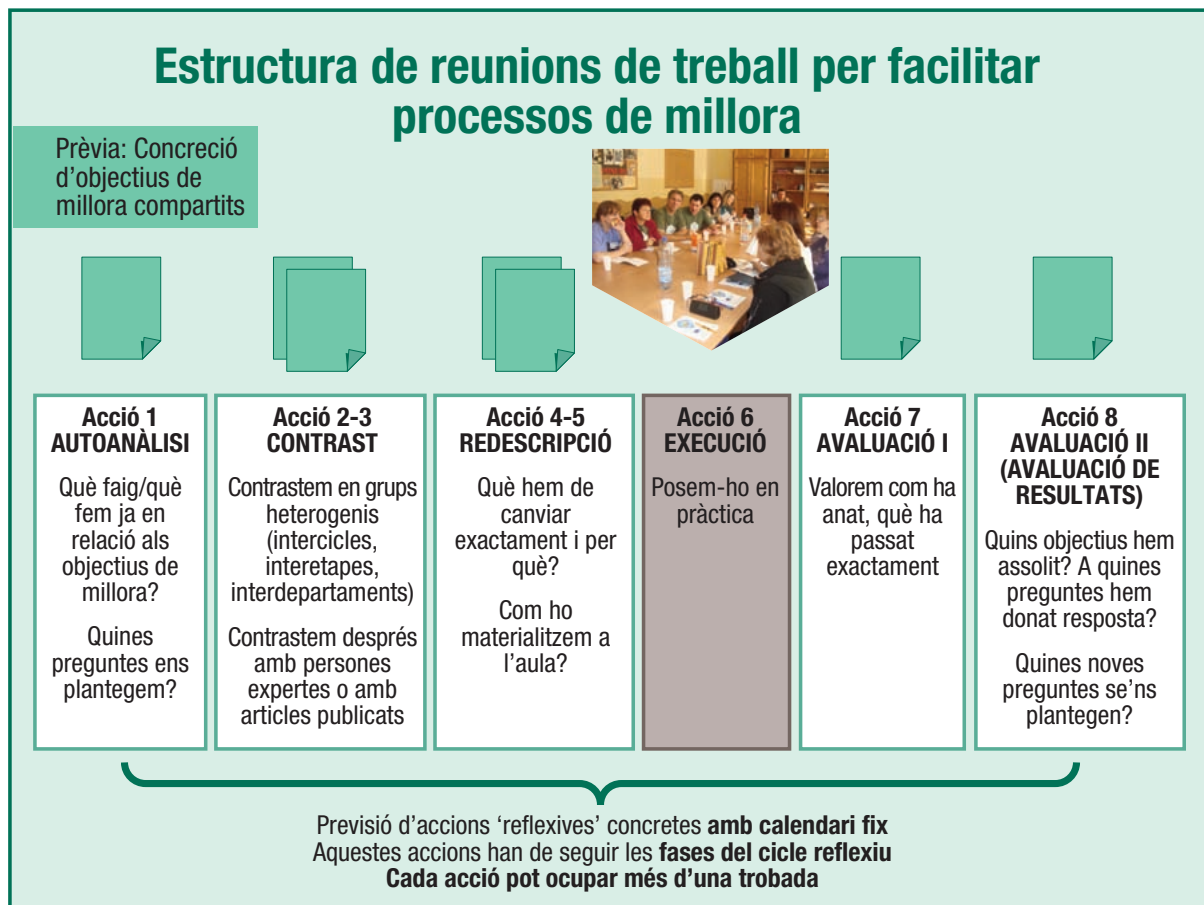 Estructura de reunions de treball per facilitar
processos de millora
Prèvia: Concreció
d’objectius de
millora compartits
Acció 1
AUTOANÀLISI
Què faig/què
fem ja en
relació als
objectius de
millora?
Quines
preguntes ens
plantegem?
Acció 2-3
CONTRAST
Contrastem en grups
heterogenis
(intercicles,
interetapes,
interdepartaments)
Contrastem després
amb persones
expertes o amb
articles publicats
Acció 4-5
REDESCRIPCIÓ
Què hem de
canviar
exactament i per
què?
Com ho
materialitzem a
l’aula?
Acció 6
EXECUCIÓ
Posem-ho en
pràctica
Acció 7
AVALUACIÓ I
Valorem com ha
anat, què ha
passat
exactament
Acció 8
AVALUACIÓ II
(AVALUACIÓ DE
RESULTATS)
Quins objectius hem
assolit? A quines
preguntes hem
donat resposta?
Quines noves
preguntes se’ns
plantegen?
Previsió d’accions ‘reflexives’ concretes amb calendari fix
Aquestes accions han de seguir les fases del cicle reflexiu
Cada acció pot ocupar més d’una trobada